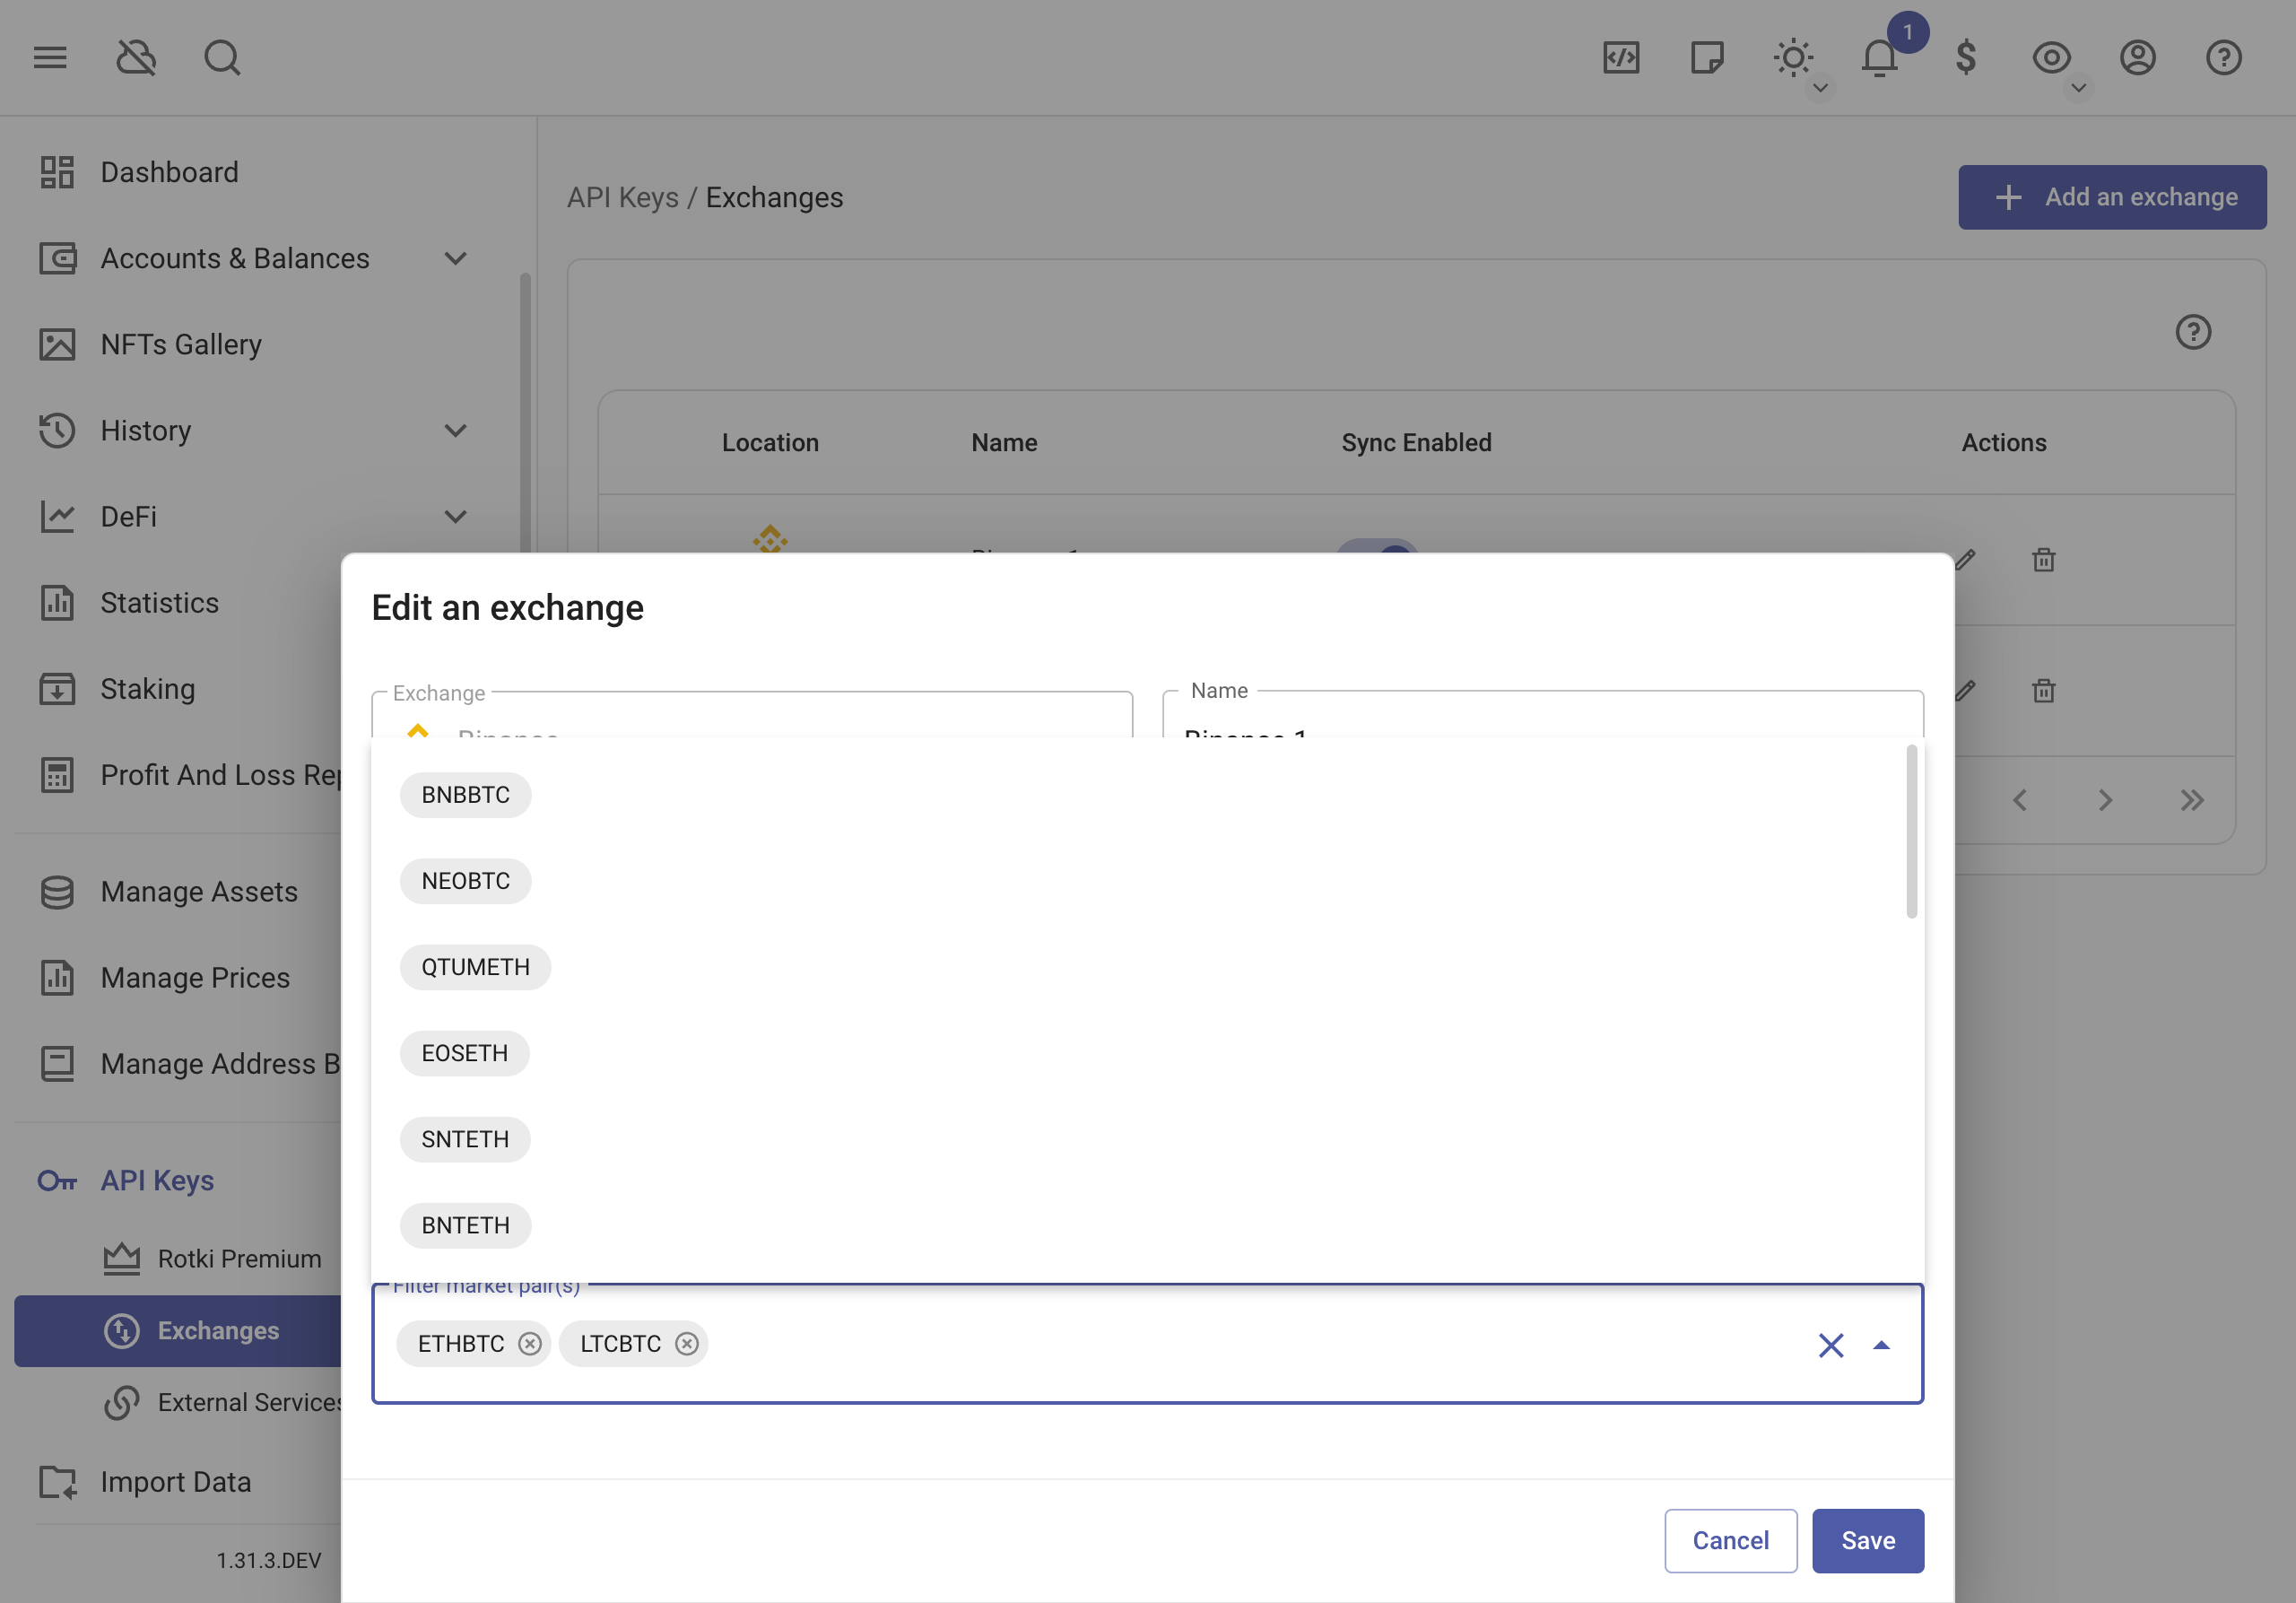 1
Dashboard
Accounts & Balances
NFTs Gallery
History
DeFi
Statistics
Staking
Profit And Loss Rep
Manage Assets
Manage Prices
Manage Address B
API Keys
Rotki Premium
Exchanges
External Services
Import Data
1.31.3.DEV
API Keys / Exchanges
Add an exchange
Location Name Sync Enabled Actions
Edit an exchange
Exchange
Binance
Name
Binance 1
BNBBTC
NEOBTC
QTUMETH
EOSETH
SNTETH
BNTETH
Filter market pair(s)
ETHBTC LTCBTC
Cancel Save